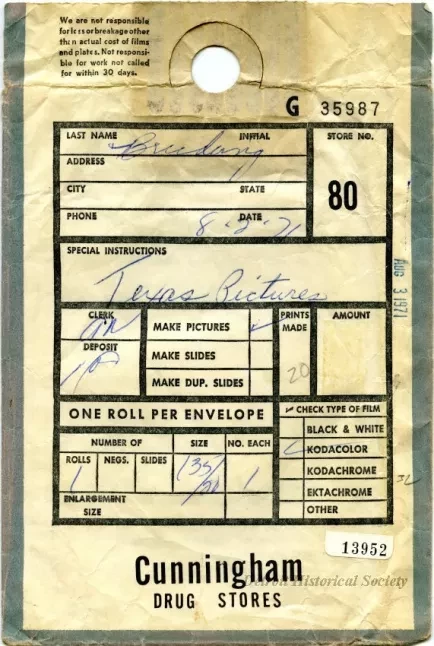 We are not responsible
for loss or breakage other
than actual cost of films
and plates. Not responsi-
ble for work not called
for within 30 days.
G 35987
LAST NAME INITIAL STORE NO.
ADDRESS
80
CITY STATE
PHONE DATE
8-2-71
SPECIAL INSTRUCTIONS
AUG 3 1971
Texas Pictures
CLERK MAKE PICTURES PRINTS MADE AMOUNT
DEPOSIT MAKE SLIDES
20
MAKE DUP. SLIDES
ONE ROLL PER ENVELOPE CHECK TYPE OF FILM
BLACK & WHITE
NUMBER OF SIZE NO. EACH
KODACOLOR
ROLLS NEGS. SLIDES 135/20
1 1
KODACHROME
EKTACHROME
ENLARGEMENT
SIZE
OTHER
13952
Cunningham
Detroit Historical Society
DRUG STORES